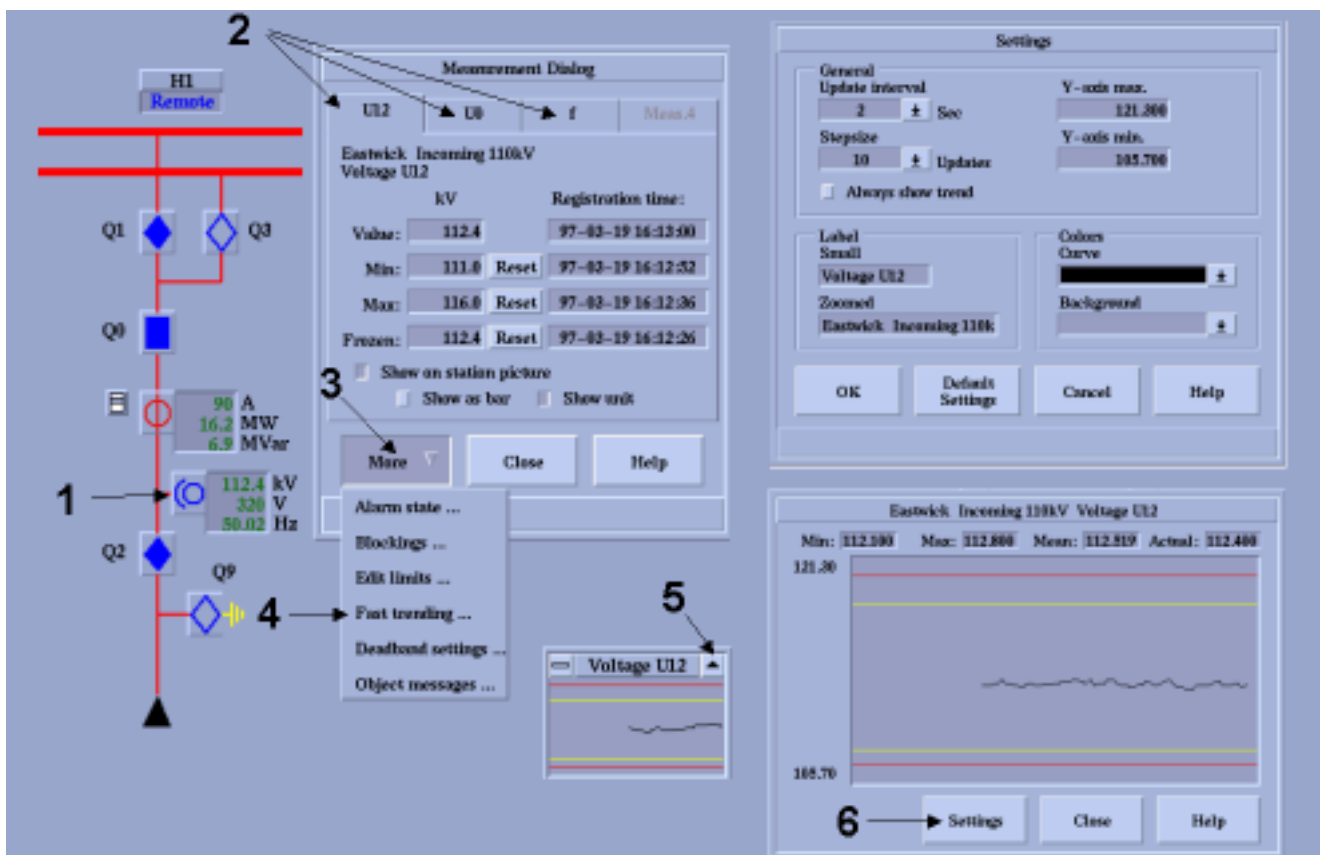 2
H1
Remote
Q1
Q3
Q0
90 A
16.2 MW
6.9 MVar
1
112.4 kV
320 V
50.02 Hz
Q2
Q9
Measurement Dialog
U12 U0 f Meas.4
Eastwick Incoming 110kV
Voltage U12
kV Registration time:
Value: 112.4 97-03-19 16:13:00
Min: 111.0 Reset 97-03-19 16:12:52
Max: 116.0 Reset 97-03-19 16:12:36
Frozen: 112.4 Reset 97-03-19 16:12:26
Show on station picture
Show as bar Show unit
3
More Close Help
Alarm state ...
Blockings ...
Edit limits ...
4
Fast trending ...
Deadband settings ...
Object messages ...
5
Voltage U12
Settings
General
Update interval Y-axis max.
2 Sec 121.300
Stepsize Y-axis min.
10 Updates 105.700
Always show trend
Label
Small
Voltage U12
Zoomed
Eastwick Incoming 110k
Colors
Curve
Background
OK Default Settings Cancel Help
Eastwick Incoming 110kV Voltage U12
Min: 112.100 Max: 112.800 Mean: 112.519 Actual: 112.400
121.30
105.70
6
Settings Close Help